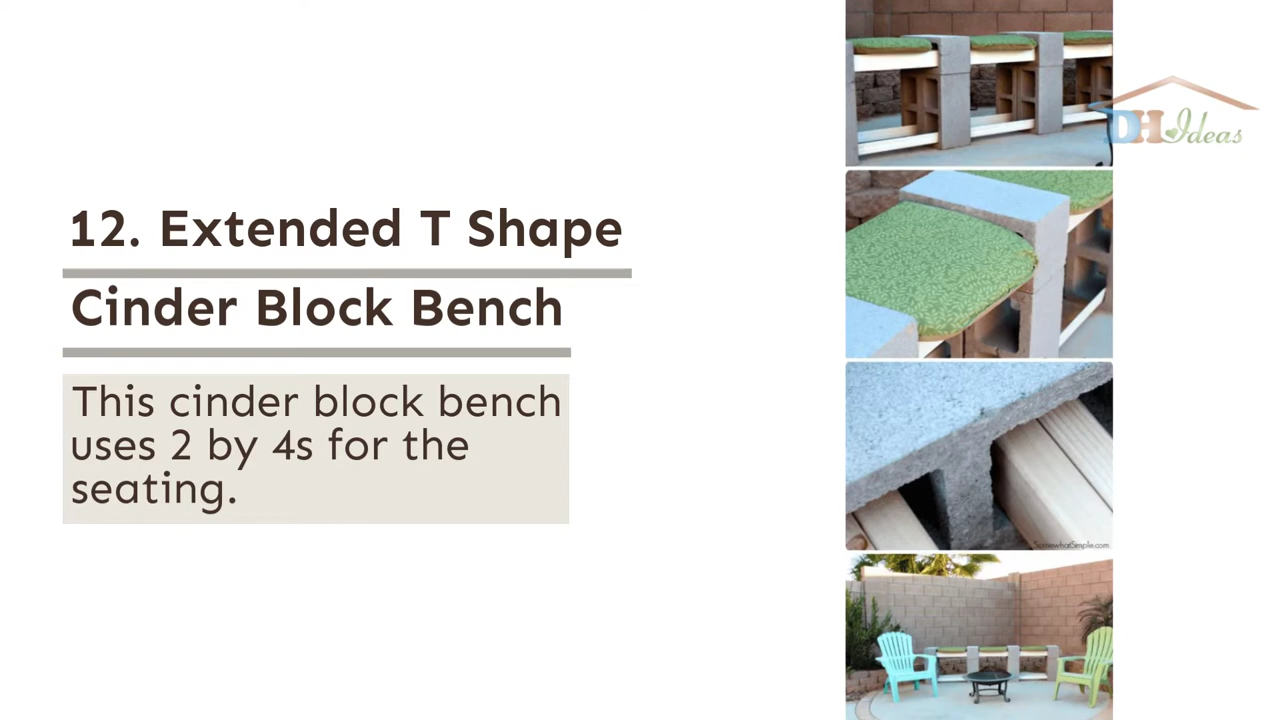 DH Ideas
12. Extended T Shape
Cinder Block Bench
This cinder block bench
uses 2 by 4s for the
seating.
SomewhatSimple.com